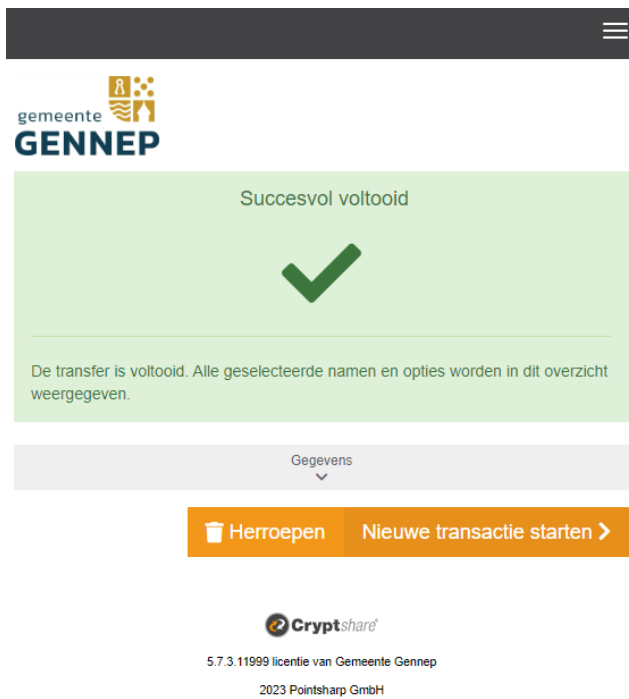 gemeente
GENNEP
Succesvol voltooid
De transfer is voltooid. Alle geselecteerde namen en opties worden in dit overzicht
weergegeven.
Gegevens
Herroepen Nieuwe transactie starten
Cryptshare
5.7.3.11999 licentie van Gemeente Gennep
2023 Pointsharp GmbH